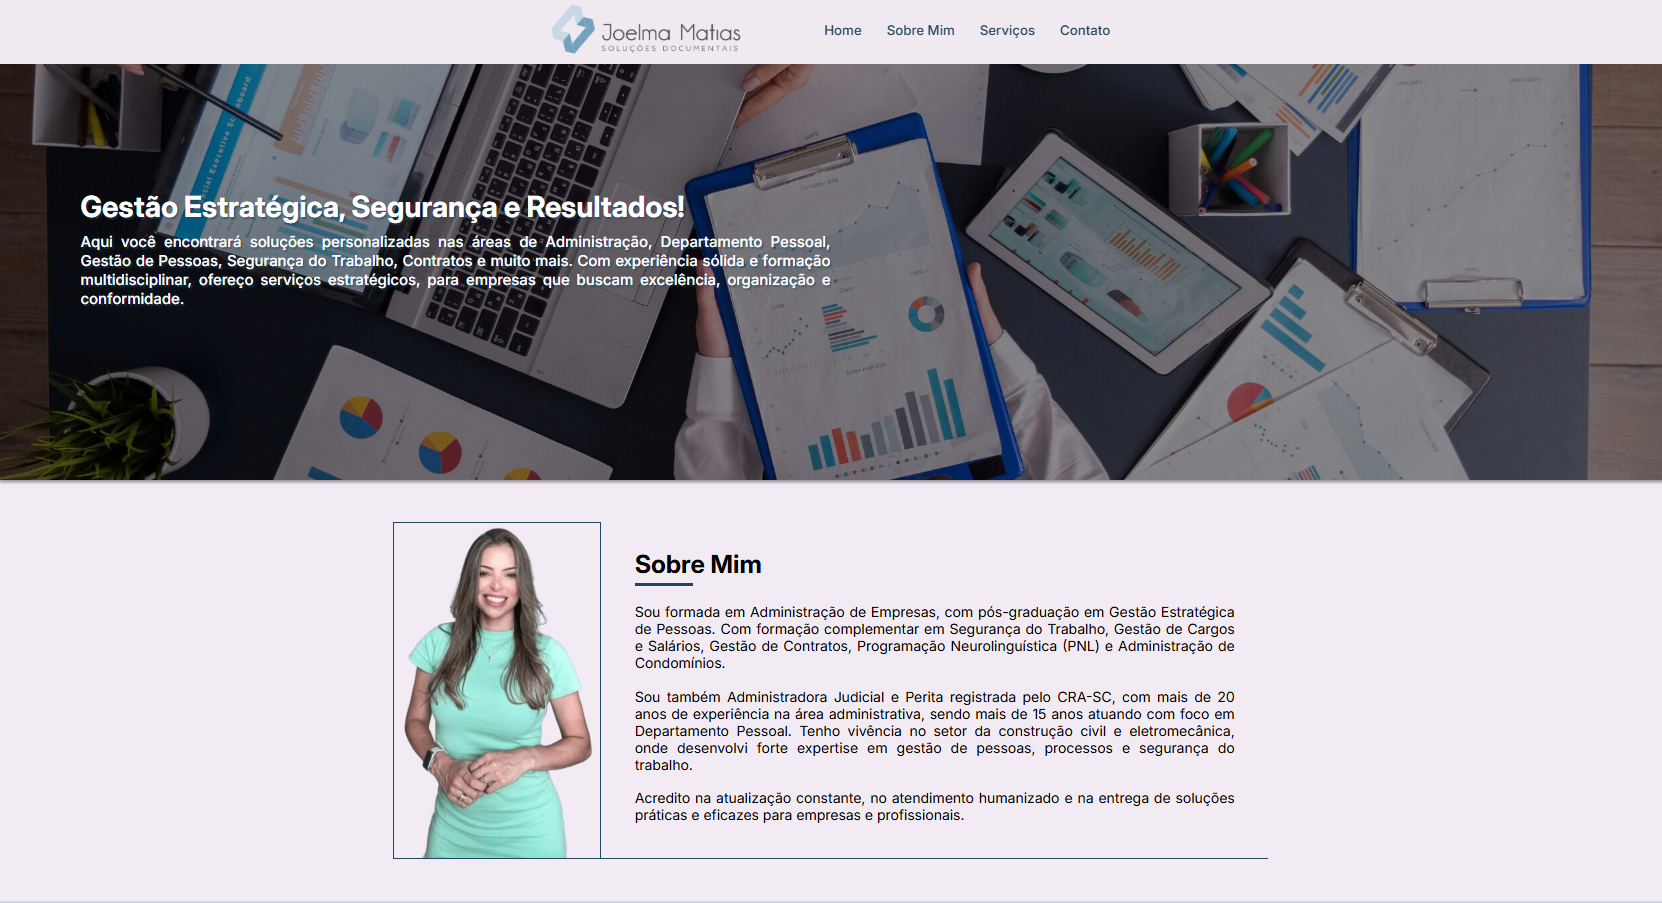 Joelma Matias
SOLUÇÕES DOCUMENTAIS
Home Sobre Mim Serviços Contato
Gestão Estratégica, Segurança e Resultados!
Aqui você encontrará soluções personalizadas nas áreas de Administração, Departamento Pessoal,
Gestão de Pessoas, Segurança do Trabalho, Contratos e muito mais. Com experiência sólida e formação
multidisciplinar, ofereço serviços estratégicos, para empresas que buscam excelência, organização e
conformidade.
Company sale
Date
Date
Sales execution
Sobre Mim
Sou formada em Administração de Empresas, com pós-graduação em Gestão Estratégica
de Pessoas. Com formação complementar em Segurança do Trabalho, Gestão de Cargos
e Salários, Gestão de Contratos, Programação Neurolinguística (PNL) e Administração de
Condomínios.
Sou também Administradora Judicial e Perita registrada pelo CRA-SC, com mais de 20
anos de experiência na área administrativa, sendo mais de 15 anos atuando com foco em
Departamento Pessoal. Tenho vivência no setor da construção civil e eletromecânica,
onde desenvolvi forte expertise em gestão de pessoas, processos e segurança do
trabalho.
Acredito na atualização constante, no atendimento humanizado e na entrega de soluções
práticas e eficazes para empresas e profissionais.